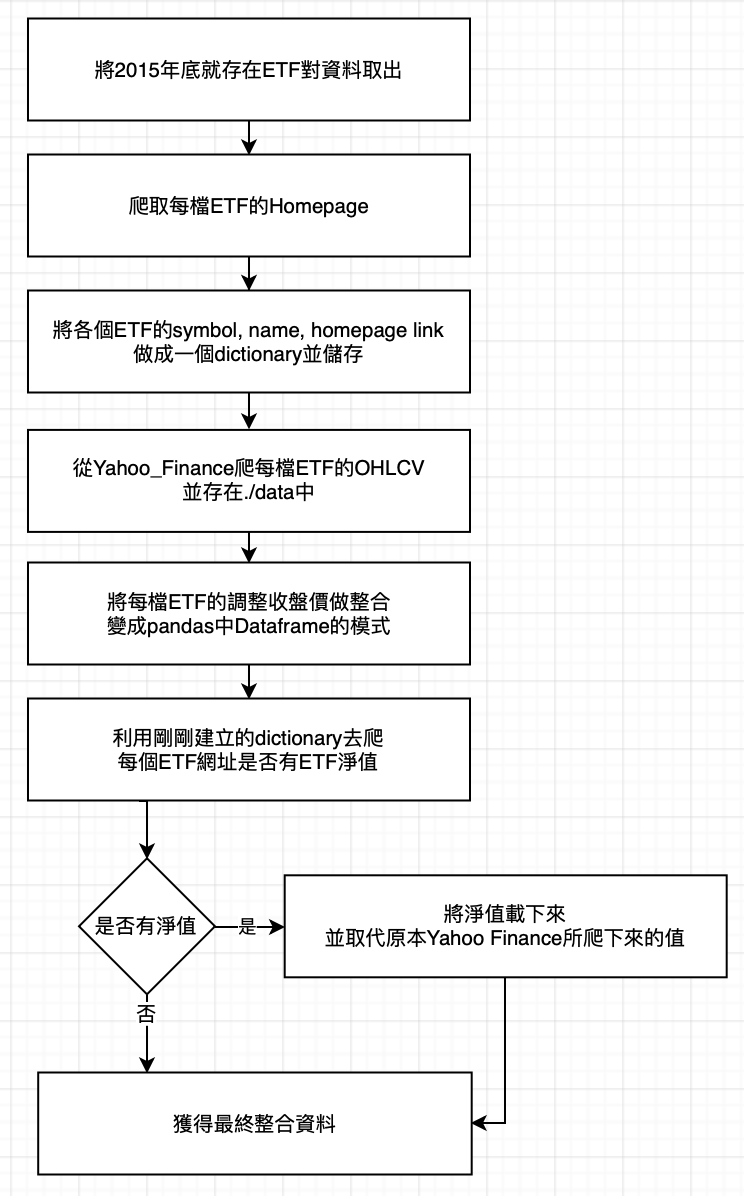 將2015年底就存在ETF對資料取出
爬取每檔ETF的Homepage
將各個ETF的symbol, name, homepage link
做成一個dictionary並儲存
從Yahoo_Finance爬每檔ETF的OHLCV
並存在./data中
將每檔ETF的調整收盤價做整合
變成pandas中Dataframe的模式
利用剛剛建立的dictionary去爬
每個ETF網址是否有ETF淨值
是否有淨值
是
將淨值載下來
並取代原本Yahoo Finance所爬下來的值
否
獲得最終整合資料